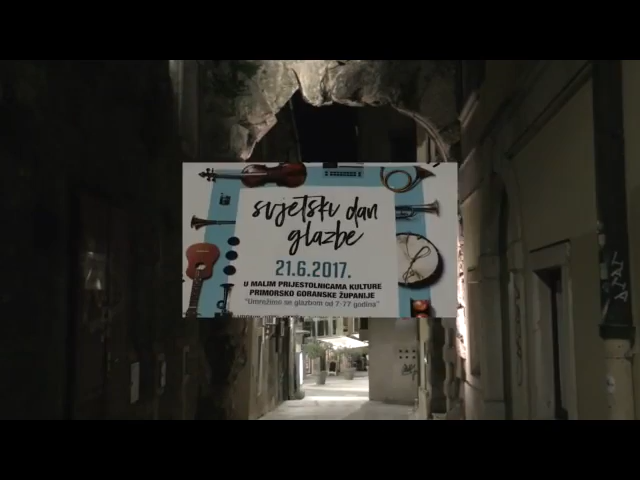 svjetski dan
glazbe
21.6.2017.
U MALIM PRIJESTOLNICAMA KULTURE
PRIMORSKO GORANSKE ŽUPANIJE
"Umrežimo se glazbom od 7-77 godina"